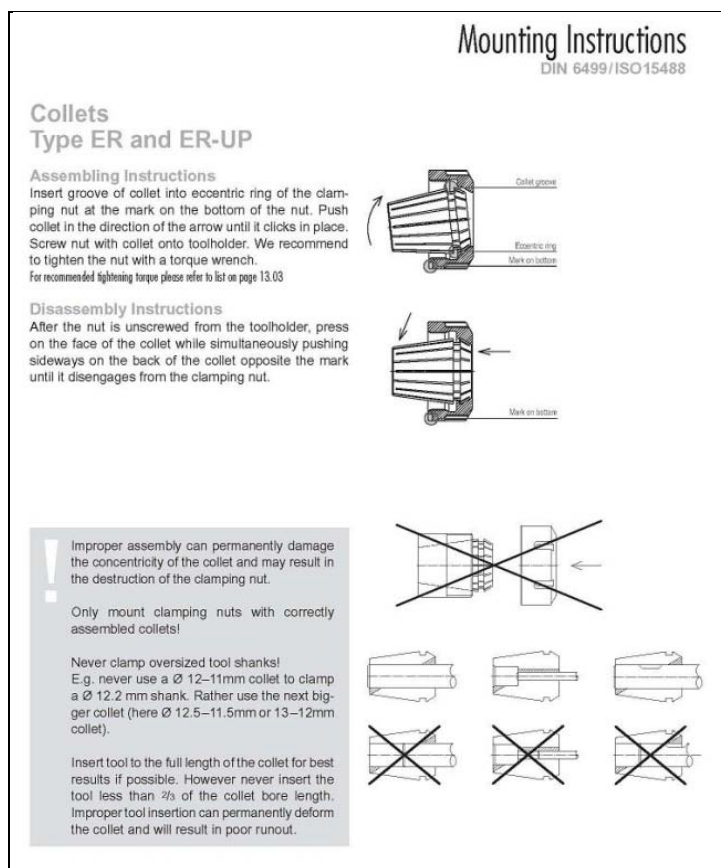 Mounting Instructions
DIN 6499/ISO15488
Collets
Type ER and ER-UP
Assembling Instructions
Insert groove of collet into eccentric ring of the clam-
ping nut at the mark on the bottom of the nut. Push
collet in the direction of the arrow until it clicks in place.
Screw nut with collet onto toolholder. We recommend
to tighten the nut with a torque wrench.
For recommended tightening torque please refer to list on page 13.03
Collet groove
Eccentric ring
Mark on bottom
Disassembly Instructions
After the nut is unscrewed from the toolholder, press
on the face of the collet while simultaneously pushing
sideways on the back of the collet opposite the mark
until it disengages from the clamping nut.
Mark on bottom
!
Improper assembly can permanently damage
the concentricity of the collet and may result in
the destruction of the clamping nut.
Only mount clamping nuts with correctly
assembled collets!
Never clamp oversized tool shanks!
E.g. never use a Ø 12–11mm collet to clamp
a Ø 12.2 mm shank. Rather use the next big-
ger collet (here Ø 12.5–11.5mm or 13–12mm
collet).
Insert tool to the full length of the collet for best
results if possible. However never insert the
tool less than 2/3 of the collet bore length.
Improper tool insertion can permanently deform
the collet and will result in poor runout.